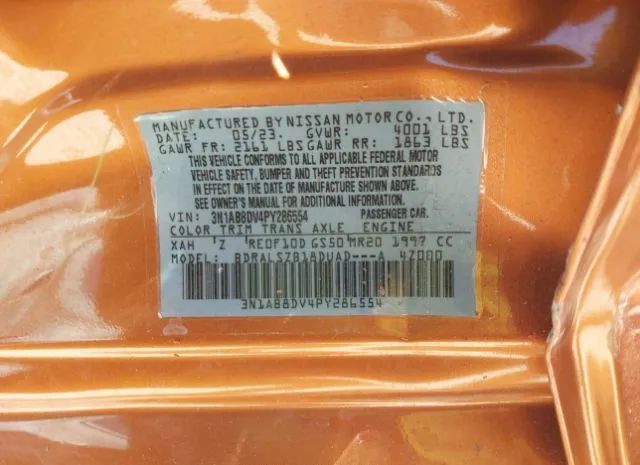 MANUFACTURED BY NISSAN MOTOR CO., LTD.
DATE: 05/23. GVWR: 4001 LBS
GAWR FR: 2161 LBS GAWR RR: 1863 LBS
THIS VEHICLE CONFORMS TO ALL APPLICABLE FEDERAL MOTOR
VEHICLE SAFETY, BUMPER AND THEFT PREVENTION STANDARDS
IN EFFECT ON THE DATE OF MANUFACTURE SHOWN ABOVE.
SEE OWNER'S MANUAL FOR ADDITIONAL INFORMATION.
VIN: 3N1AB8DV4PY286554 PASSENGER CAR.
COLOR TRIM TRANS AXLE ENGINE
XAH Z RE0F10D GS50 MR20 1997 CC
MODEL: BDRALSZB18DUAD---A 4Z000
3N1AB8DV4PY286554